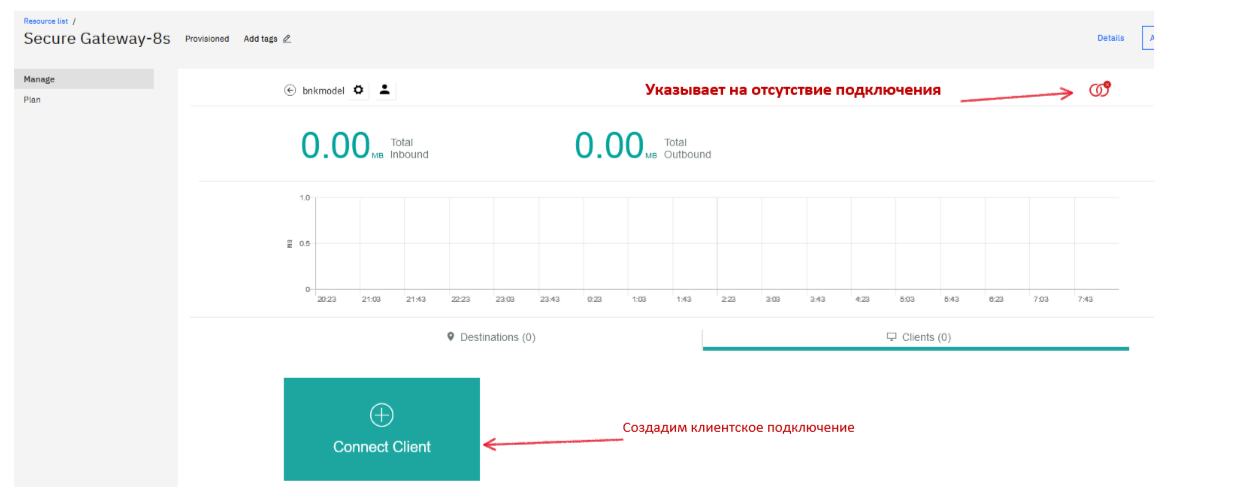 Resource list /
Secure Gateway-8s Provisioned Add tags
Details A
Manage
Plan
bnkmodel
Указывает на отсутствие подключения
0.00 MB Total Inbound
0.00 MB Total Outbound
1.0
0.5
0
20:23 21:03 21:43 22:23 23:03 23:43 0:23 1:03 1:43 2:23 3:03 3:43 4:23 5:03 5:43 6:23 7:03 7:43
Destinations (0)
Clients (0)
Connect Client
Создадим клиентское подключение